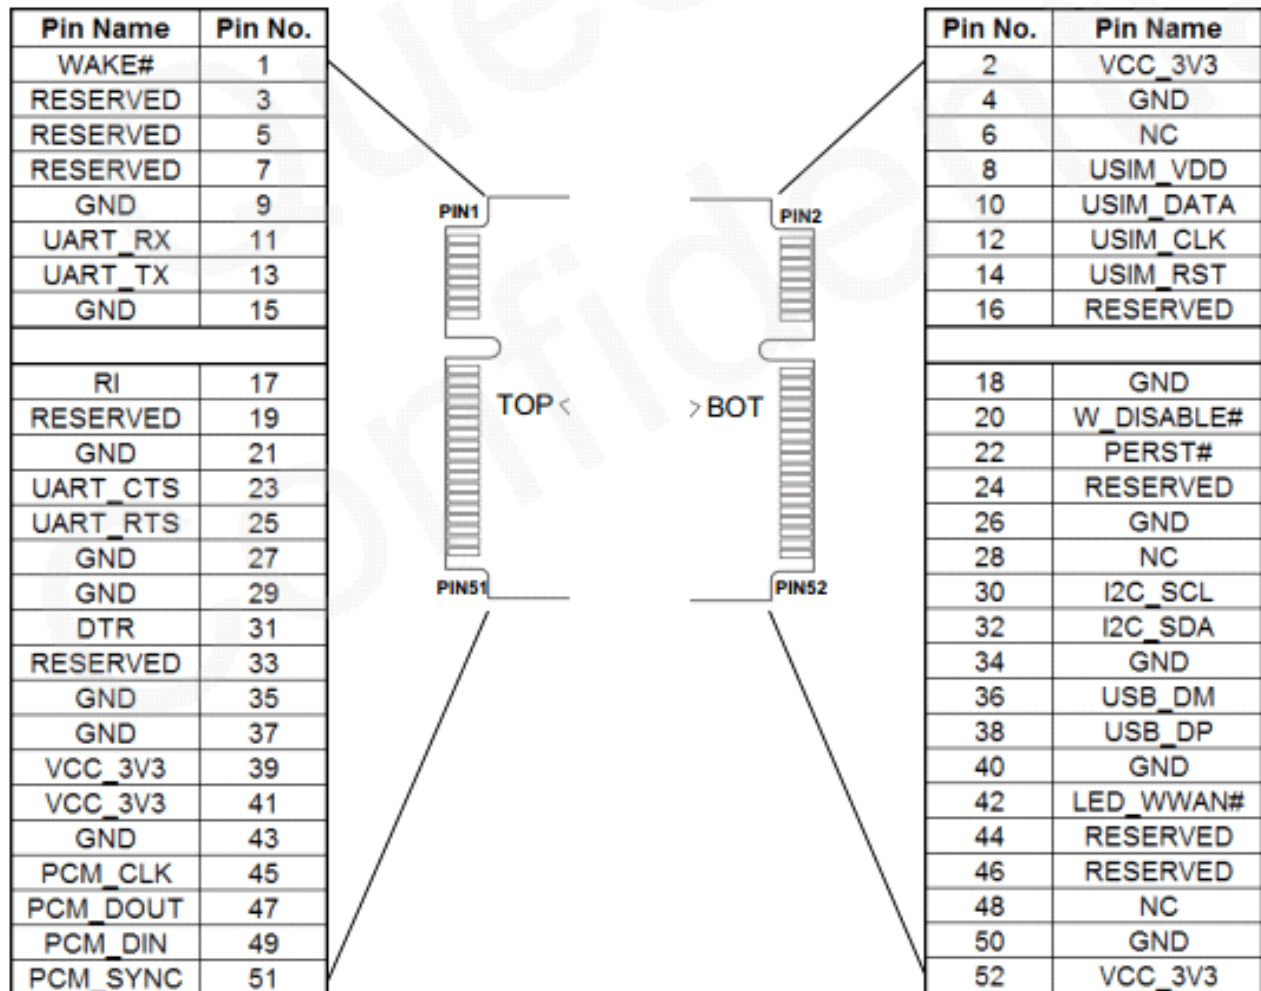 Pin Name Pin No.
WAKE# 1
RESERVED 3
RESERVED 5
RESERVED 7
GND 9
UART_RX 11
UART_TX 13
GND 15
RI 17
RESERVED 19
GND 21
UART_CTS 23
UART_RTS 25
GND 27
GND 29
DTR 31
RESERVED 33
GND 35
GND 37
VCC_3V3 39
VCC_3V3 41
GND 43
PCM_CLK 45
PCM_DOUT 47
PCM_DIN 49
PCM_SYNC 51
PIN1
TOP
PIN51
PIN2
BOT
PIN52
Pin No. Pin Name
2 VCC_3V3
4 GND
6 NC
8 USIM_VDD
10 USIM_DATA
12 USIM_CLK
14 USIM_RST
16 RESERVED
18 GND
20 W_DISABLE#
22 PERST#
24 RESERVED
26 GND
28 NC
30 I2C_SCL
32 I2C_SDA
34 GND
36 USB_DM
38 USB_DP
40 GND
42 LED_WWAN#
44 RESERVED
46 RESERVED
48 NC
50 GND
52 VCC_3V3